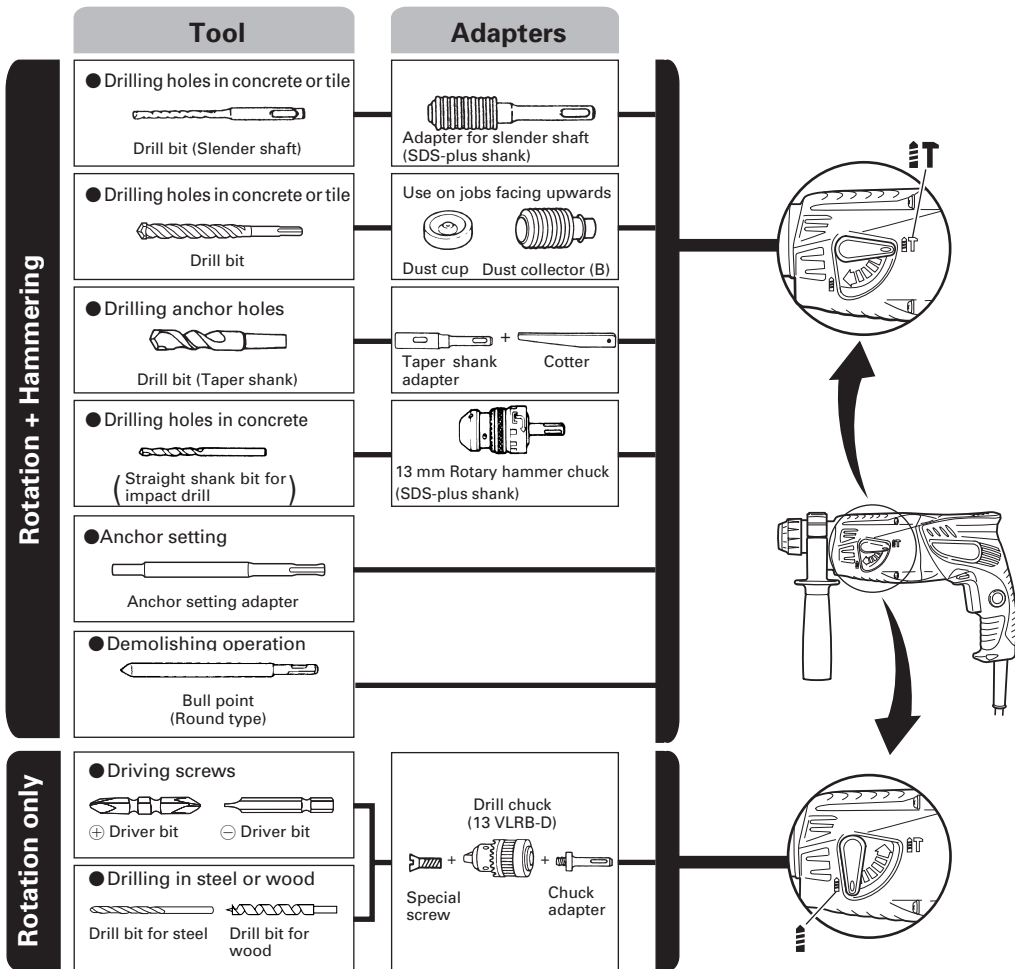 Tool
Adapters
Rotation + Hammering
● Drilling holes in concrete or tile
Drill bit (Slender shaft)
Adapter for slender shaft
(SDS-plus shank)
● Drilling holes in concrete or tile
Drill bit
Use on jobs facing upwards
Dust cup
Dust collector (B)
● Drilling anchor holes
Drill bit (Taper shank)
+
Taper shank
adapter
Cotter
● Drilling holes in concrete
(Straight shank bit for
impact drill)
13 mm Rotary hammer chuck
(SDS-plus shank)
●Anchor setting
Anchor setting adapter
● Demolishing operation
Bull point
(Round type)
Rotation only
● Driving screws
⊕ Driver bit
⊖ Driver bit
● Drilling in steel or wood
Drill bit for steel
Drill bit for
wood
Drill chuck
(13 VLRB-D)
+ +
Special
screw
Chuck
adapter